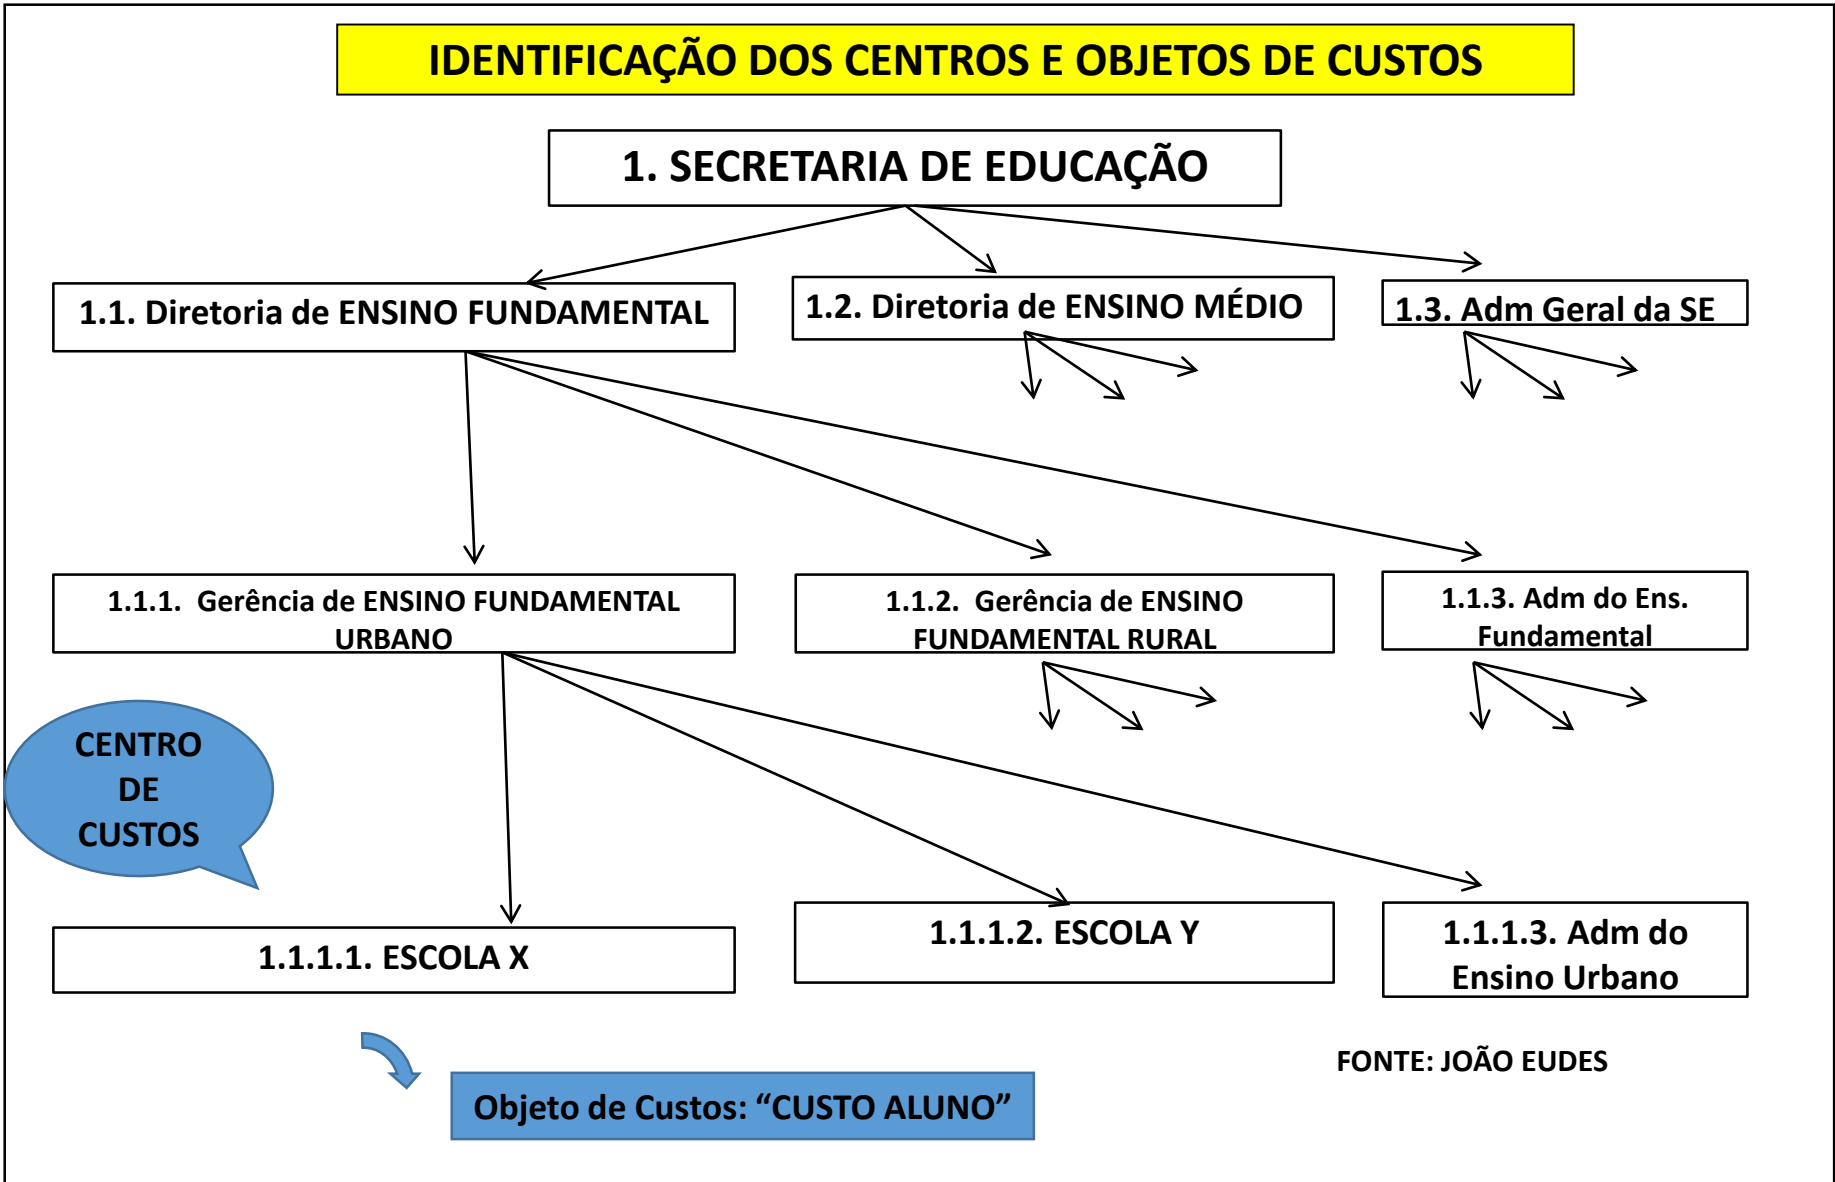 IDENTIFICAÇÃO DOS CENTROS E OBJETOS DE CUSTOS
1. SECRETARIA DE EDUCAÇÃO
1.1. Diretoria de ENSINO FUNDAMENTAL
1.2. Diretoria de ENSINO MÉDIO
1.3. Adm Geral da SE
1.1.1. Gerência de ENSINO FUNDAMENTAL
URBANO
1.1.2. Gerência de ENSINO
FUNDAMENTAL RURAL
1.1.3. Adm do Ens.
Fundamental
CENTRO
DE
CUSTOS
1.1.1.1. ESCOLA X
1.1.1.2. ESCOLA Y
1.1.1.3. Adm do
Ensino Urbano
FONTE: JOÃO EUDES
Objeto de Custos: “CUSTO ALUNO”